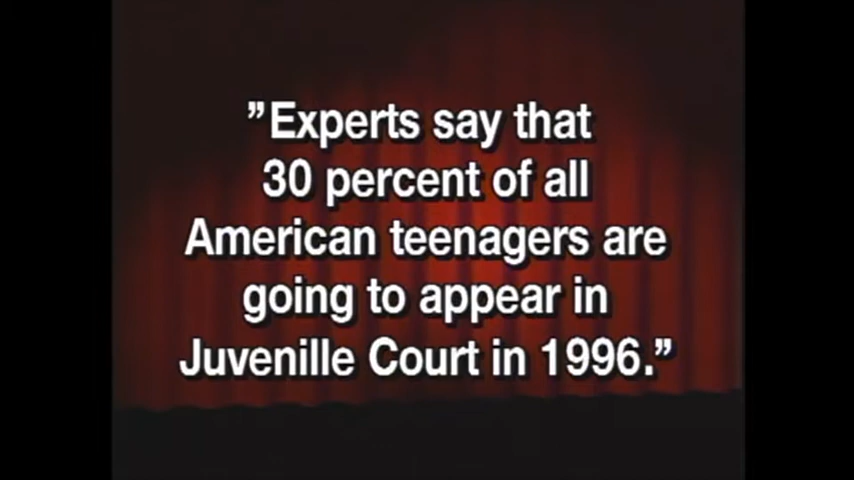 ”Experts say that
30 percent of all
American teenagers are
going to appear in
Juvenille Court in 1996.”